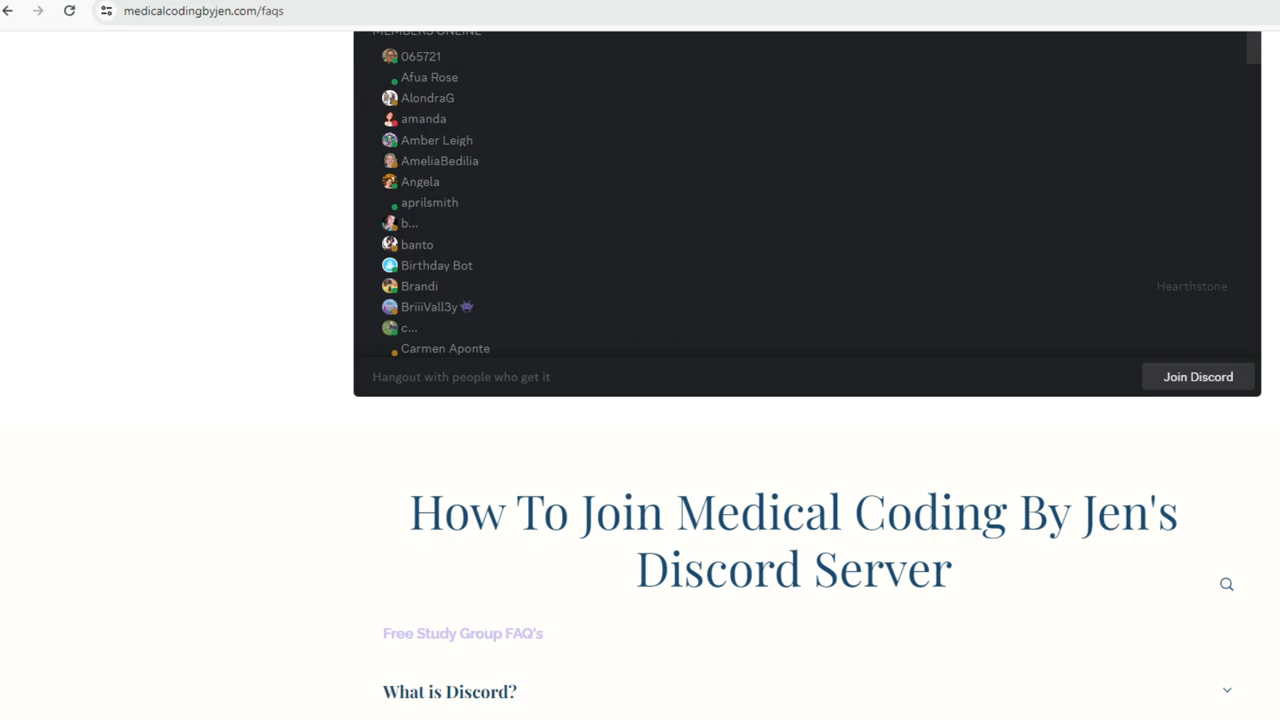 medicalcodingbyjen.com/faqs
MEMBERS ONLINE
065721
Afua Rose
AlondraG
amanda
Amber Leigh
AmeliaBedilia
Angela
aprilsmith
b...
banto
Birthday Bot
Brandi Hearthstone
BriiiVall3y👾
c...
Carmen Aponte
Hangout with people who get it Join Discord
How To Join Medical Coding By Jen's
Discord Server
Free Study Group FAQ's
What is Discord?